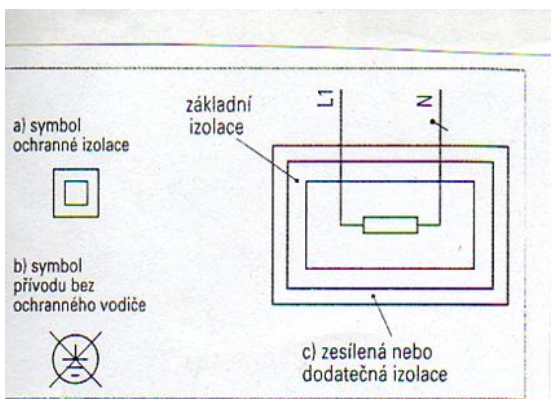 a) symbol
ochranné izolace
b) symbol
přívodu bez
ochranného vodiče
základní
izolace
L1
N
c) zesílená nebo
dodatečná izolace